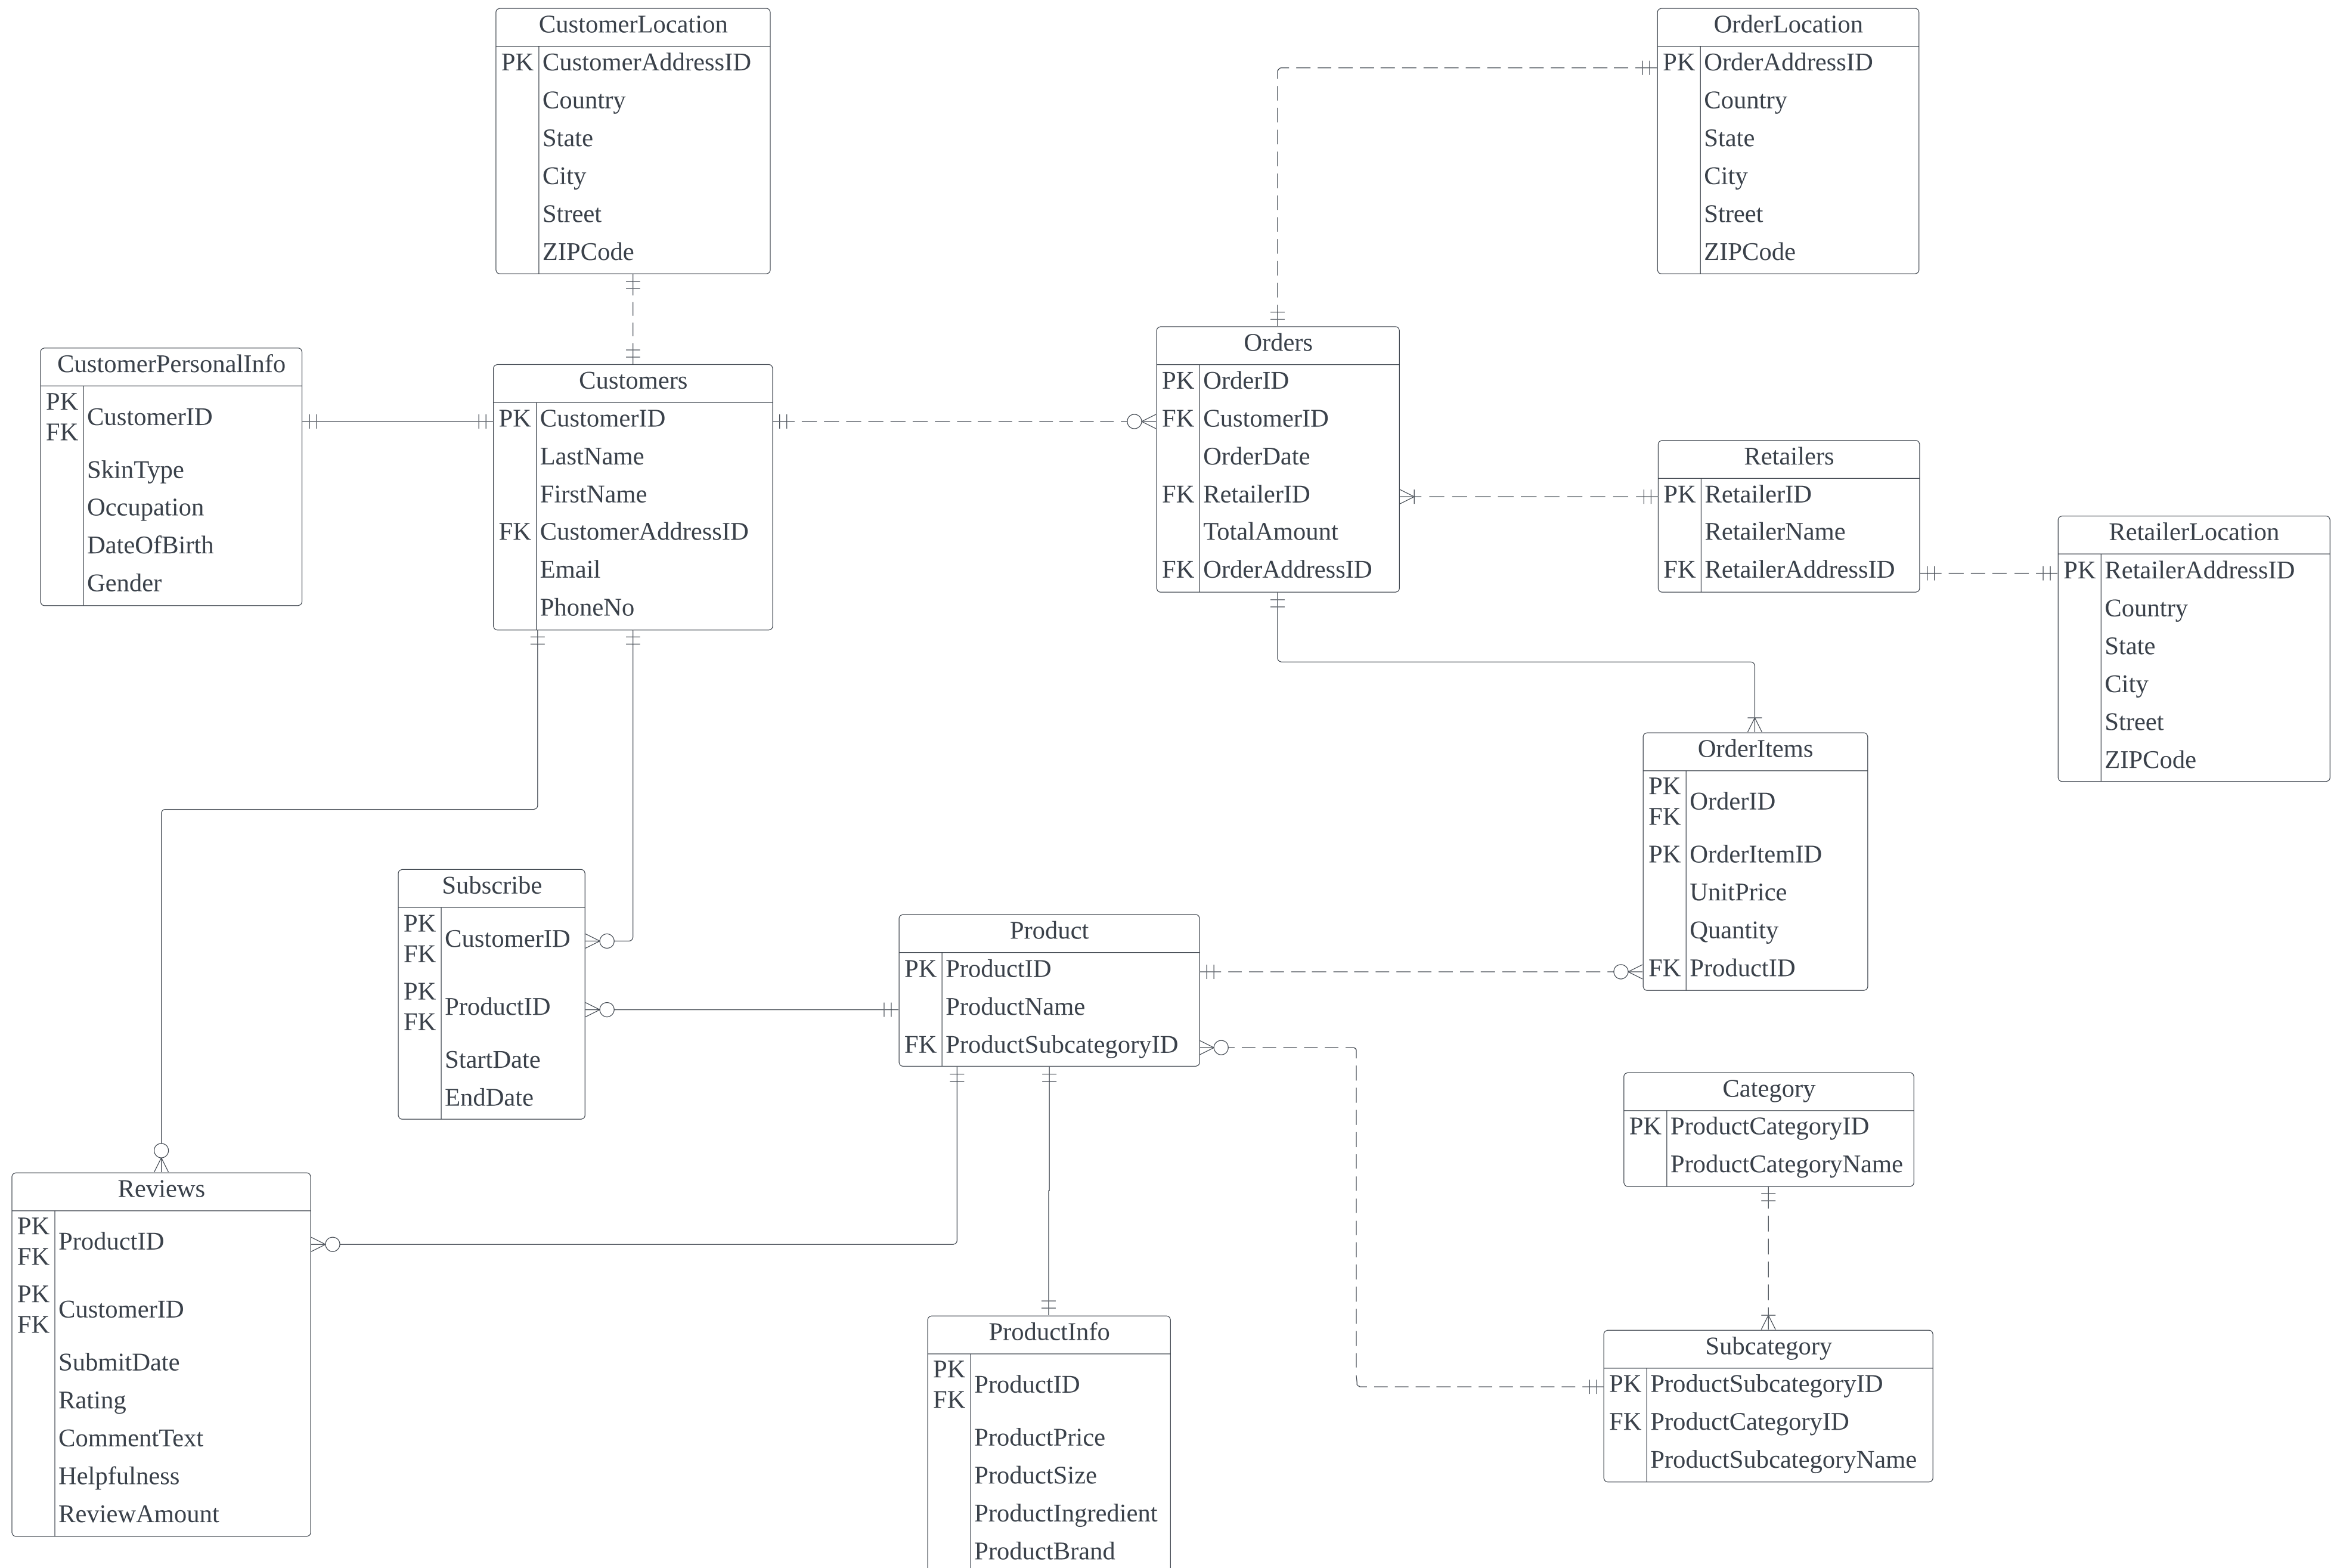 CustomerLocation
PK CustomerAddressID
Country
State
City
Street
ZIPCode
OrderLocation
PK OrderAddressID
Country
State
City
Street
ZIPCode
CustomerPersonalInfo
PK
FK
CustomerID
SkinType
Occupation
DateOfBirth
Gender
Customers
PK CustomerID
LastName
FirstName
FK CustomerAddressID
Email
PhoneNo
Orders
PK OrderID
FK CustomerID
OrderDate
FK RetailerID
TotalAmount
FK OrderAddressID
Retailers
PK RetailerID
RetailerName
FK RetailerAddressID
RetailerLocation
PK RetailerAddressID
Country
State
City
Street
ZIPCode
OrderItems
PK
FK
OrderID
PK OrderItemID
UnitPrice
Quantity
FK ProductID
Subscribe
PK
FK
CustomerID
PK
FK
ProductID
StartDate
EndDate
Product
PK ProductID
ProductName
FK ProductSubcategoryID
Category
PK ProductCategoryID
ProductCategoryName
Reviews
PK
FK
ProductID
PK
FK
CustomerID
SubmitDate
Rating
CommentText
Helpfulness
ReviewAmount
ProductInfo
PK
FK
ProductID
ProductPrice
ProductSize
ProductIngredient
ProductBrand
Subcategory
PK ProductSubcategoryID
FK ProductCategoryID
ProductSubcategoryName